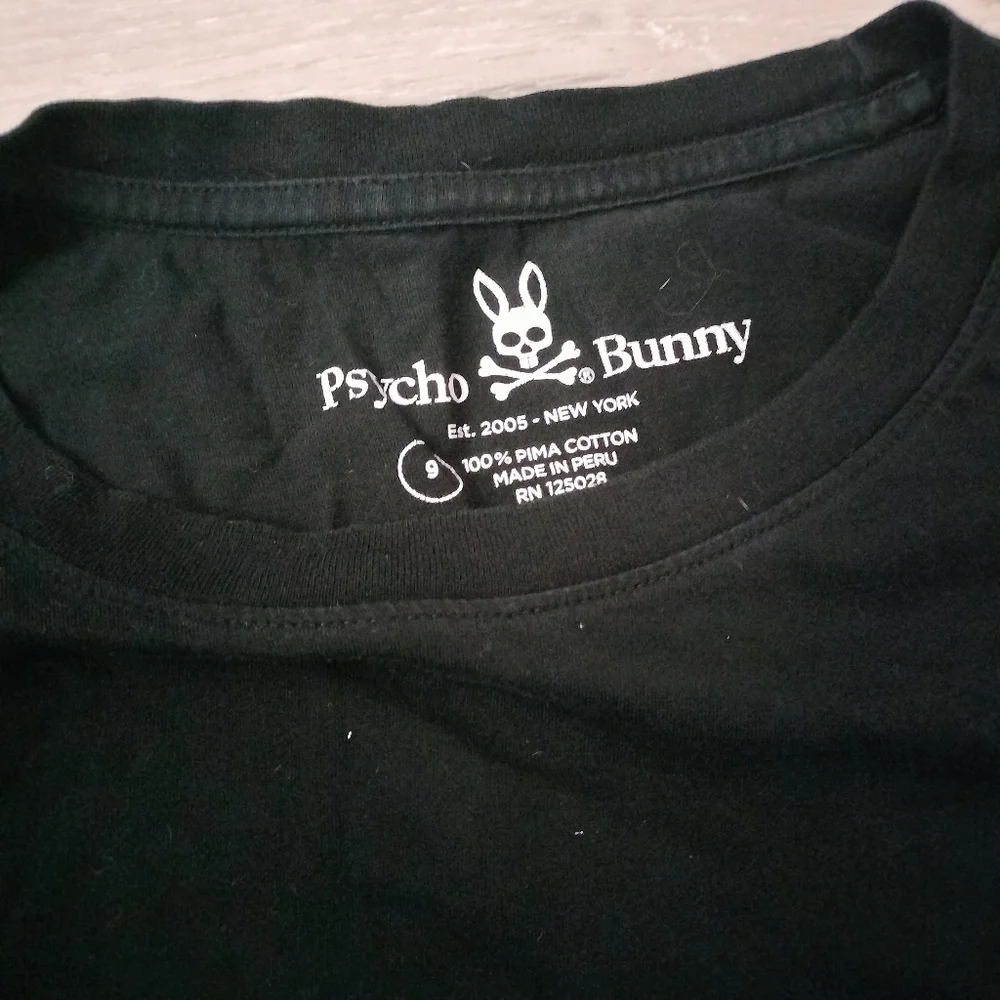 Psycho ® Bunny
Est. 2005 - NEW YORK
9
100% PIMA COTTON
MADE IN PERU
RN 125028